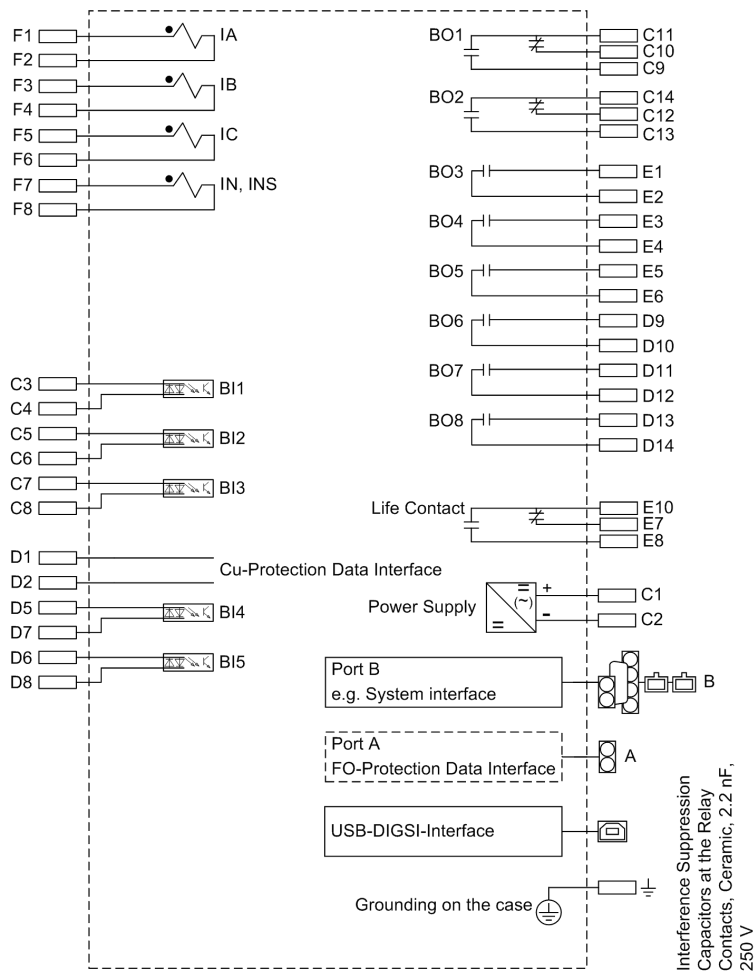 F1
IA
F2
F3
IB
F4
F5
IC
F6
F7
IN, INS
F8
C3
BI1
C4
C5
BI2
C6
C7
BI3
C8
D1
Cu-Protection Data Interface
D2
D5
BI4
D7
D6
BI5
D8
BO1
C11
C10
C9
BO2
C14
C12
C13
BO3
E1
E2
BO4
E3
E4
BO5
E5
E6
BO6
D9
D10
BO7
D11
D12
BO8
D13
D14
Life Contact
E10
E7
E8
Power Supply
= (~) =
+
-
C1
C2
Port B
e.g. System interface
B
Port A
FO-Protection Data Interface
A
USB-DIGSI-Interface
Grounding on the case
Interference Suppression
Capacitors at the Relay
Contacts, Ceramic, 2.2 nF,
250 V